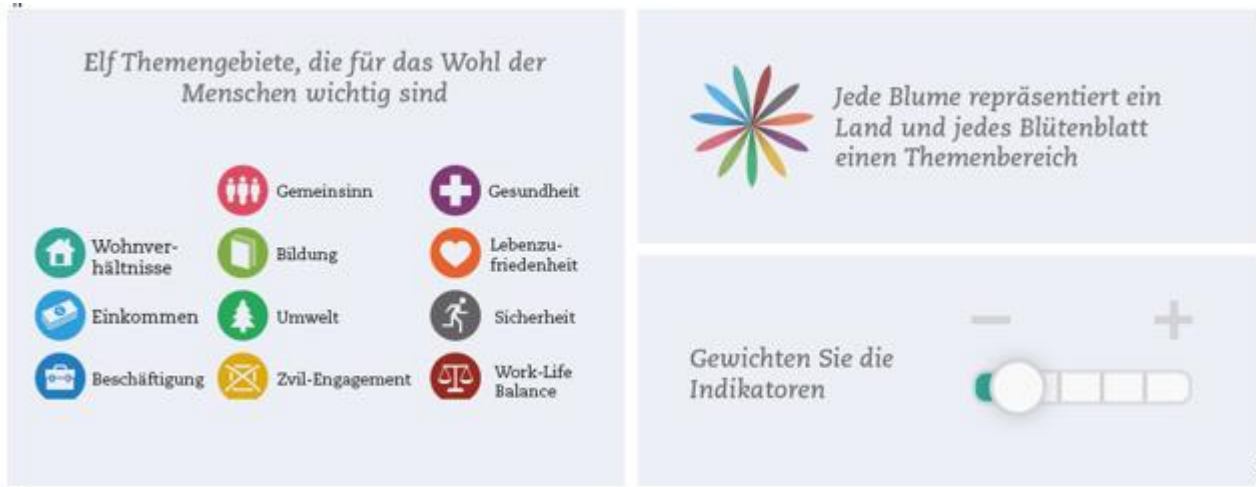 Elf Themengebiete, die für das Wohl der
Menschen wichtig sind
Gemeinsinn
Gesundheit
Wohnver-
hältnisse
Bildung
Lebenzu-
friedenheit
Einkommen
Umwelt
Sicherheit
Beschäftigung
Zvil-Engagement
Work-Life
Balance
Jede Blume repräsentiert ein
Land und jedes Blütenblatt
einen Themenbereich
Gewichten Sie die
Indikatoren